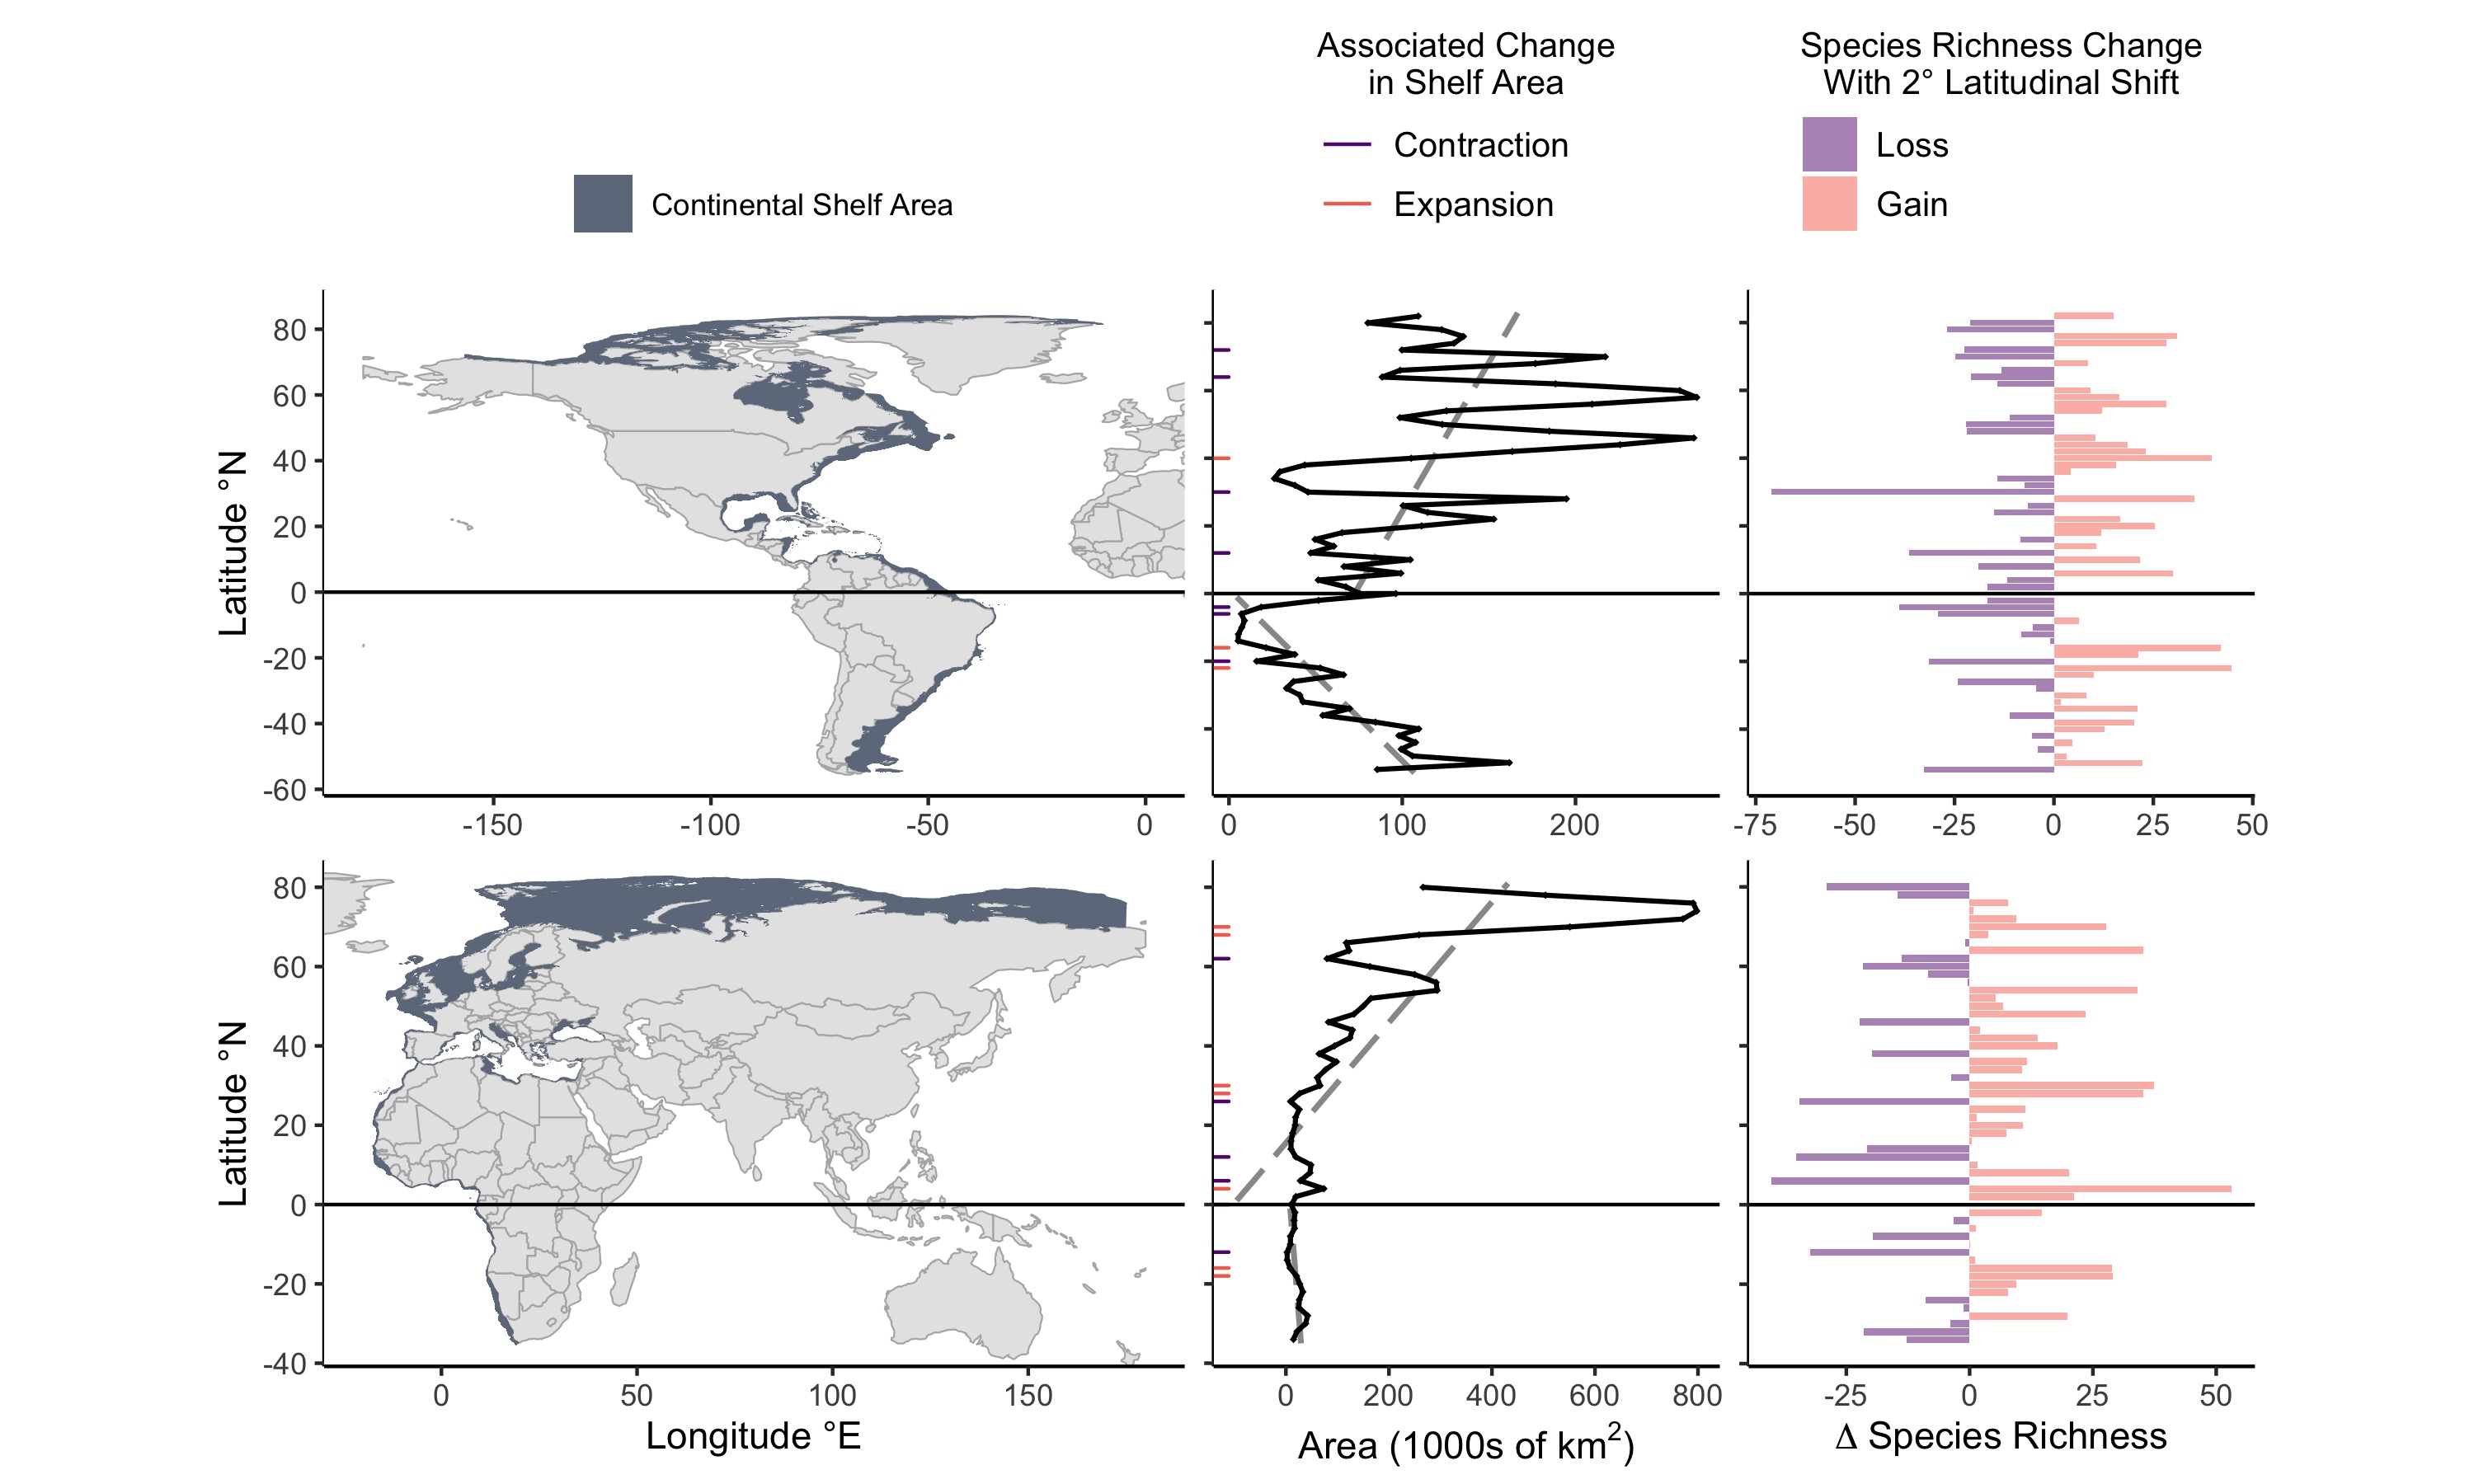 Associated Change
in Shelf Area
Contraction
Expansion
Species Richness Change
With 2° Latitudinal Shift
Loss
Gain
Continental Shelf Area
Latitude °N
80
60
40
20
0
-20
-40
-60
-150
-100
-50
0
0
100
200
-75
-50
-25
0
25
50
Latitude °N
80
60
40
20
0
-20
-40
0
50
100
150
Longitude °E
0
200
400
600
800
Area (1000s of km²)
-25
0
25
50
Δ Species Richness